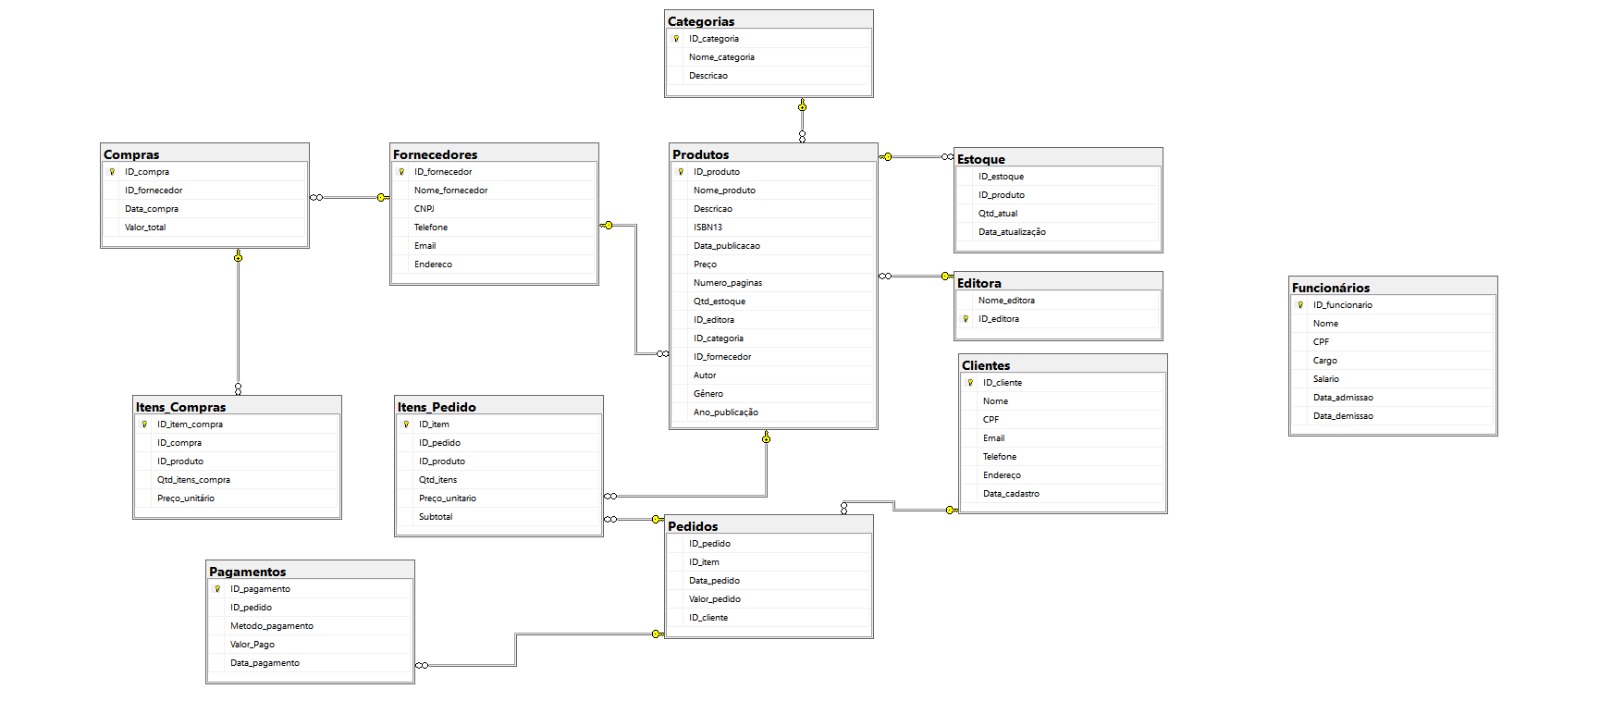 Categorias
ID_categoria
Nome_categoria
Descricao
Compras
ID_compra
ID_fornecedor
Data_compra
Valor_total
Fornecedores
ID_fornecedor
Nome_fornecedor
CNPJ
Telefone
Email
Endereco
Produtos
ID_produto
Nome_produto
Descricao
ISBN13
Data_publicacao
Preço
Numero_paginas
Qtd_estoque
ID_editora
ID_categoria
ID_fornecedor
Autor
Gênero
Ano_publicação
Estoque
ID_estoque
ID_produto
Qtd_atual
Data_atualização
Editora
Nome_editora
ID_editora
Funcionários
ID_funcionario
Nome
CPF
Cargo
Salario
Data_admissao
Data_demissao
Clientes
ID_cliente
Nome
CPF
Email
Telefone
Endereço
Data_cadastro
Itens_Compras
ID_item_compra
ID_compra
ID_produto
Qtd_itens_compra
Preço_unitário
Itens_Pedido
ID_item
ID_pedido
ID_produto
Qtd_itens
Preço_unitario
Subtotal
Pedidos
ID_pedido
ID_item
Data_pedido
Valor_pedido
ID_cliente
Pagamentos
ID_pagamento
ID_pedido
Metodo_pagamento
Valor_Pago
Data_pagamento